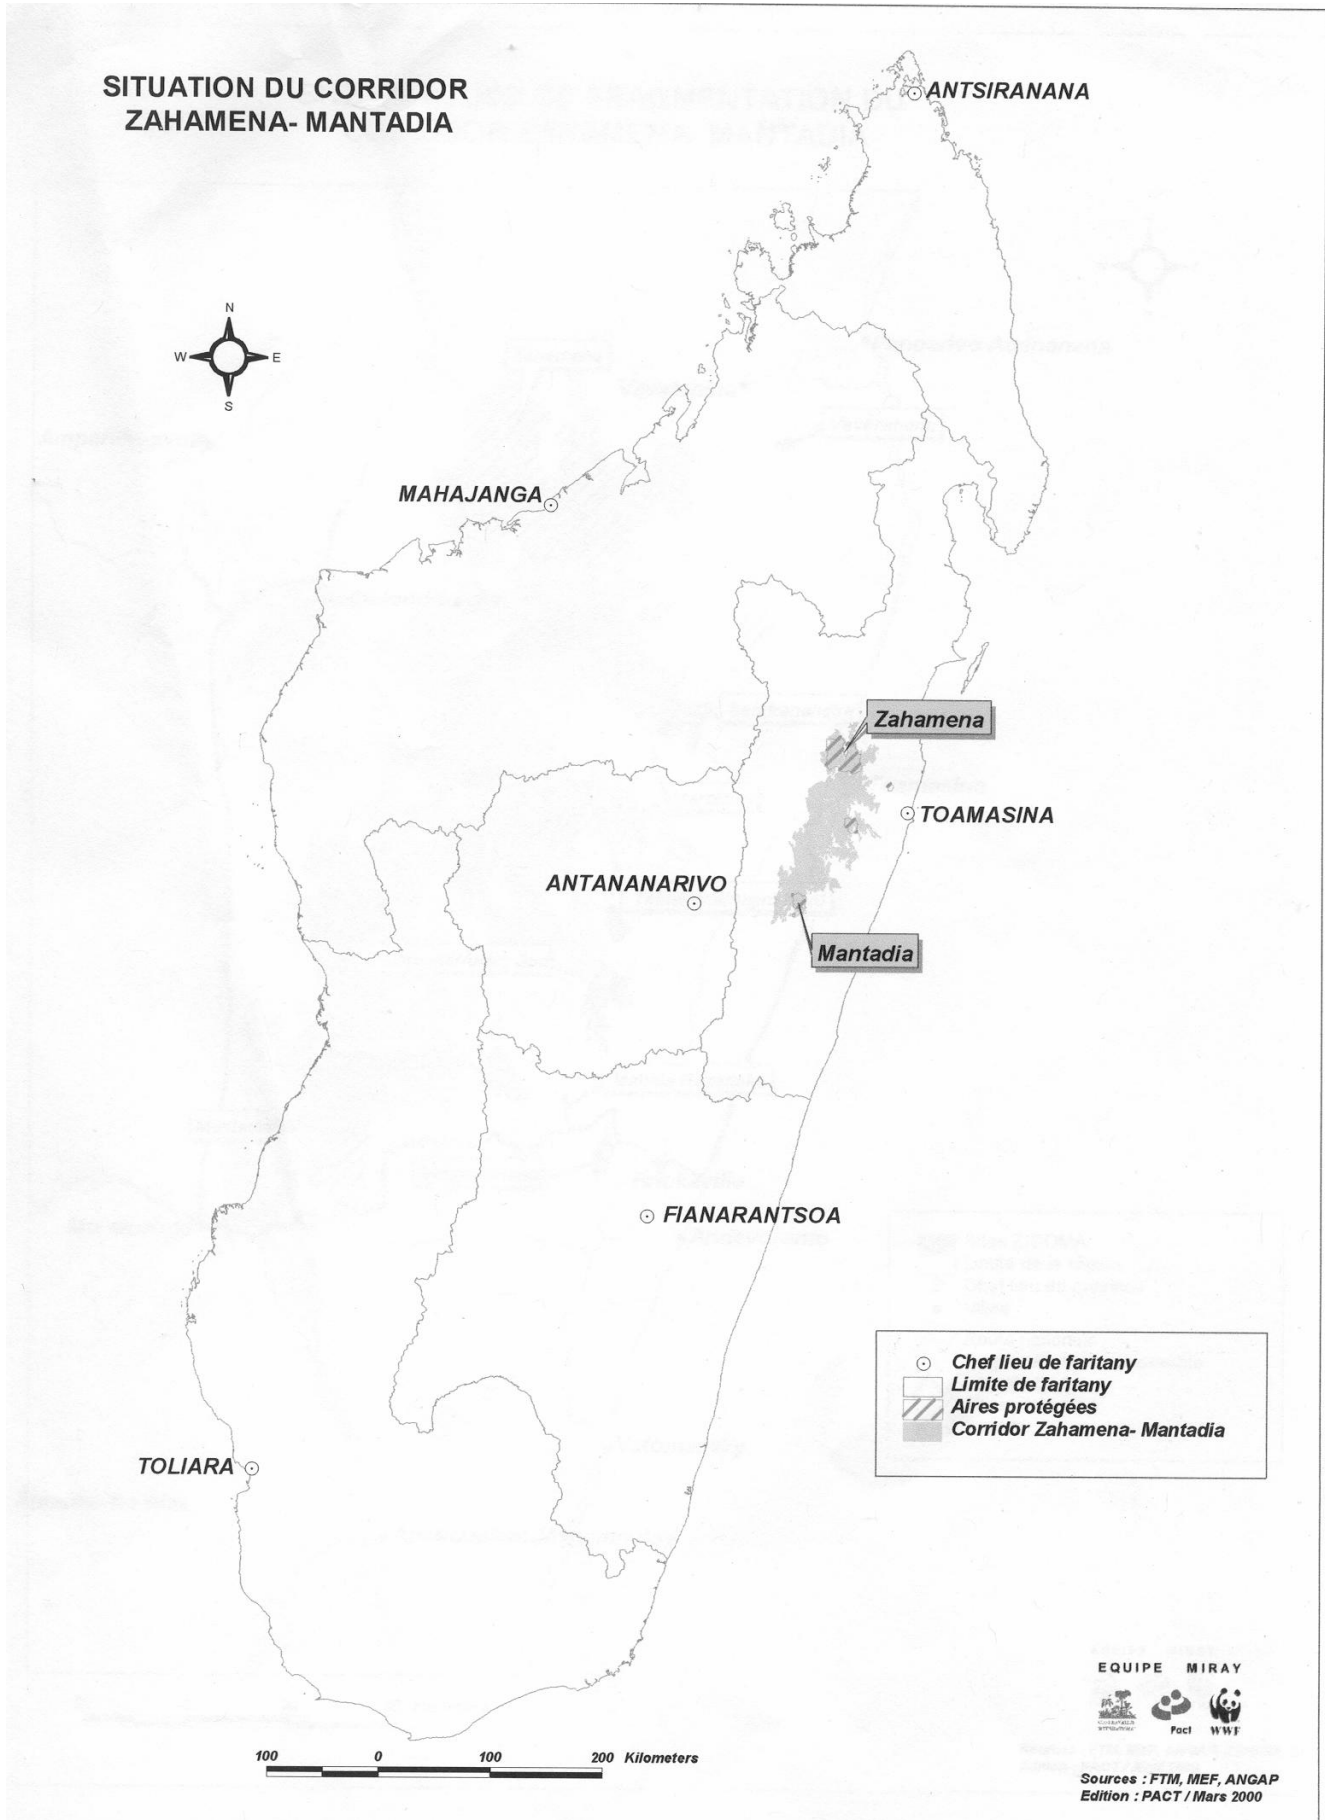 SITUATION DU CORRIDOR
ZAHAMENA- MANTADIA
ANTSIRANANA
N
W
E
S
MAHAJANGA
Zahamena
TOAMASINA
ANTANANARIVO
Mantadia
FIANARANTSOA
Chef lieu de faritany
Limite de faritany
Aires protégées
Corridor Zahamena- Mantadia
TOLIARA
EQUIPE MIRAY
Pact
WWF
100 0 100 200 Kilometers
Sources : FTM, MEF, ANGAP
Edition : PACT / Mars 2000